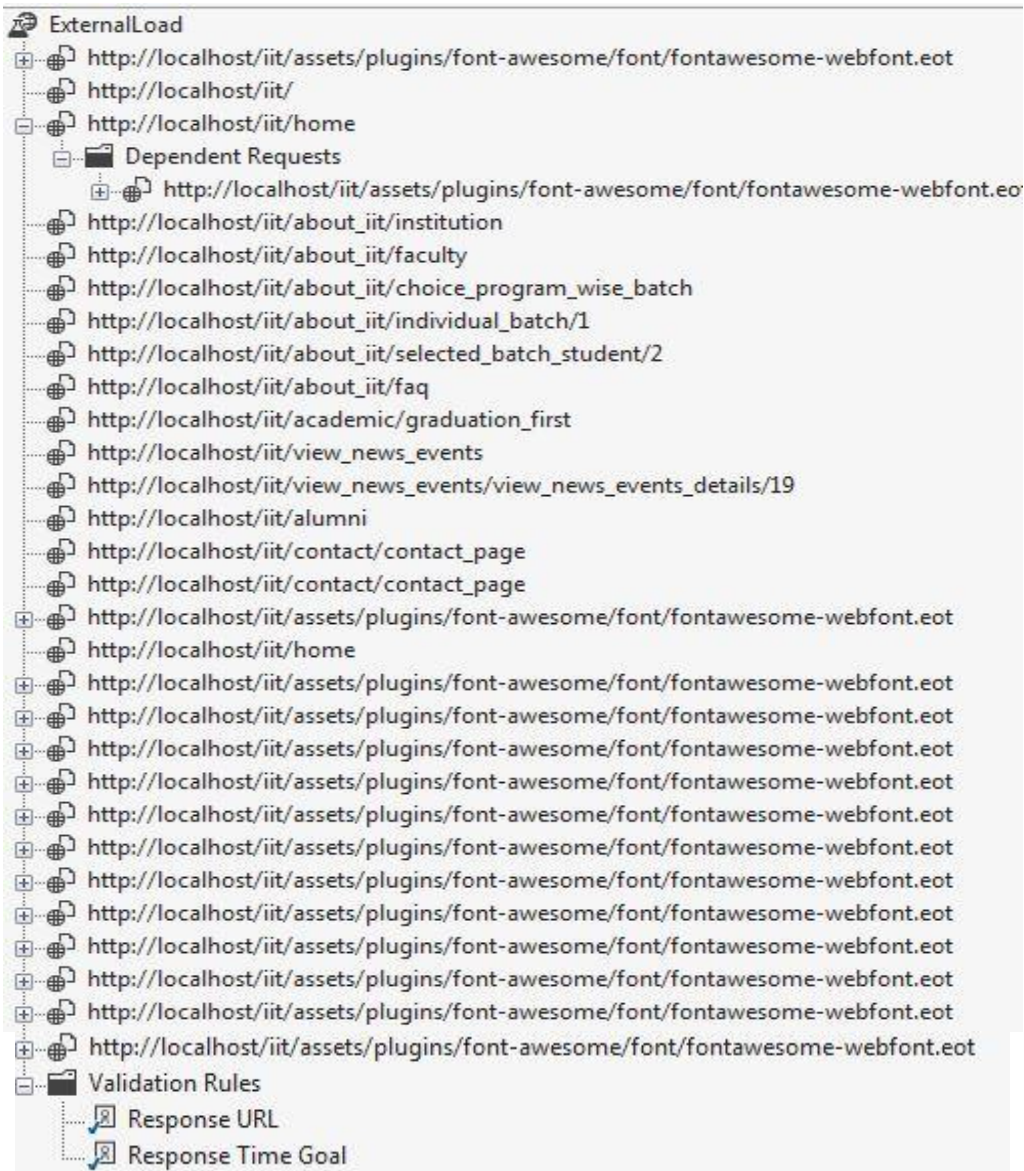 ExternalLoad
http://localhost/iit/assets/plugins/font-awesome/font/fontawesome-webfont.eot
http://localhost/iit/
http://localhost/iit/home
Dependent Requests
http://localhost/iit/assets/plugins/font-awesome/font/fontawesome-webfont.eot
http://localhost/iit/about_iit/institution
http://localhost/iit/about_iit/faculty
http://localhost/iit/about_iit/choice_program_wise_batch
http://localhost/iit/about_iit/individual_batch/1
http://localhost/iit/about_iit/selected_batch_student/2
http://localhost/iit/about_iit/faq
http://localhost/iit/academic/graduation_first
http://localhost/iit/view_news_events
http://localhost/iit/view_news_events/view_news_events_details/19
http://localhost/iit/alumni
http://localhost/iit/contact/contact_page
http://localhost/iit/contact/contact_page
http://localhost/iit/assets/plugins/font-awesome/font/fontawesome-webfont.eot
http://localhost/iit/home
http://localhost/iit/assets/plugins/font-awesome/font/fontawesome-webfont.eot
http://localhost/iit/assets/plugins/font-awesome/font/fontawesome-webfont.eot
http://localhost/iit/assets/plugins/font-awesome/font/fontawesome-webfont.eot
http://localhost/iit/assets/plugins/font-awesome/font/fontawesome-webfont.eot
http://localhost/iit/assets/plugins/font-awesome/font/fontawesome-webfont.eot
http://localhost/iit/assets/plugins/font-awesome/font/fontawesome-webfont.eot
http://localhost/iit/assets/plugins/font-awesome/font/fontawesome-webfont.eot
http://localhost/iit/assets/plugins/font-awesome/font/fontawesome-webfont.eot
http://localhost/iit/assets/plugins/font-awesome/font/fontawesome-webfont.eot
http://localhost/iit/assets/plugins/font-awesome/font/fontawesome-webfont.eot
http://localhost/iit/assets/plugins/font-awesome/font/fontawesome-webfont.eot
http://localhost/iit/assets/plugins/font-awesome/font/fontawesome-webfont.eot
Validation Rules
Response URL
Response Time Goal